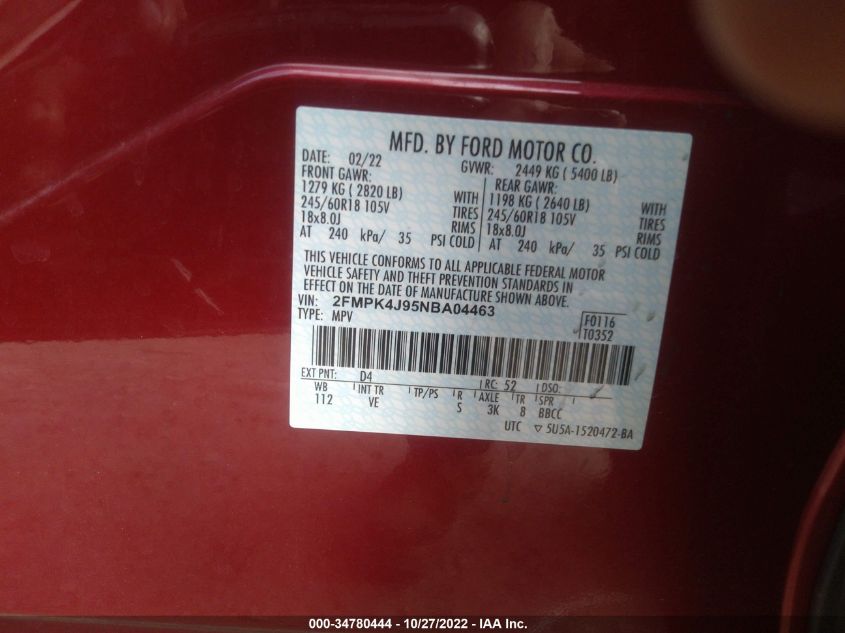 MFD. BY FORD MOTOR CO.
DATE: 02/22 GVWR: 2449 KG ( 5400 LB)
FRONT GAWR: REAR GAWR:
1279 KG ( 2820 LB) WITH 1198 KG ( 2640 LB) WITH
245/60R18 105V TIRES 245/60R18 105V TIRES
18x8.0J RIMS 18x8.0J RIMS
AT 240 kPa/ 35 PSI COLD AT 240 kPa/ 35 PSI COLD
THIS VEHICLE CONFORMS TO ALL APPLICABLE FEDERAL MOTOR
VEHICLE SAFETY AND THEFT PREVENTION STANDARDS IN
EFFECT ON THE DATE OF MANUFACTURE SHOWN ABOVE.
VIN: 2FMPK4J95NBA04463 F0116
TYPE: MPV T0352
EXT PNT: D4 RC: 52 DSO:
WB INT TR TP/PS R AXLE TR SPR
112 VE S 3K 8 BBCC
UTC ▽ 5U5A-1520472-BA
000-34780444 - 10/27/2022 - IAA Inc.